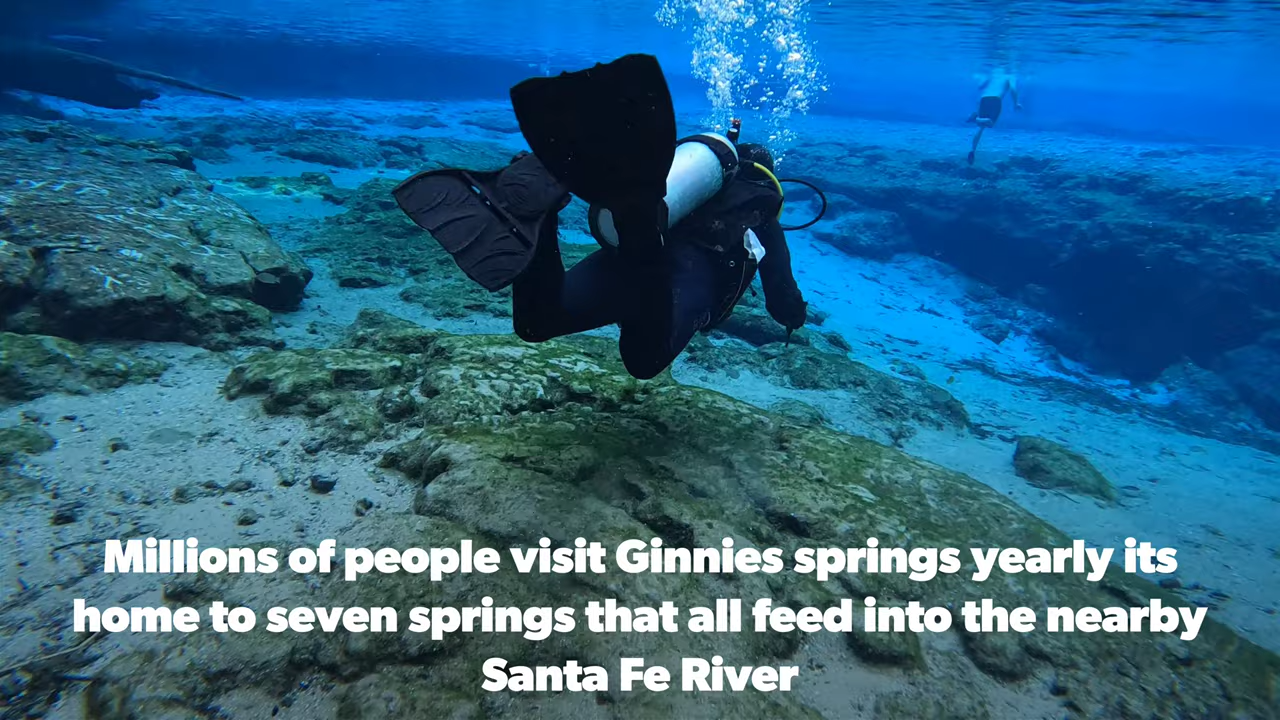 Millions of people visit Ginnies springs yearly its
home to seven springs that all feed into the nearby
Santa Fe River